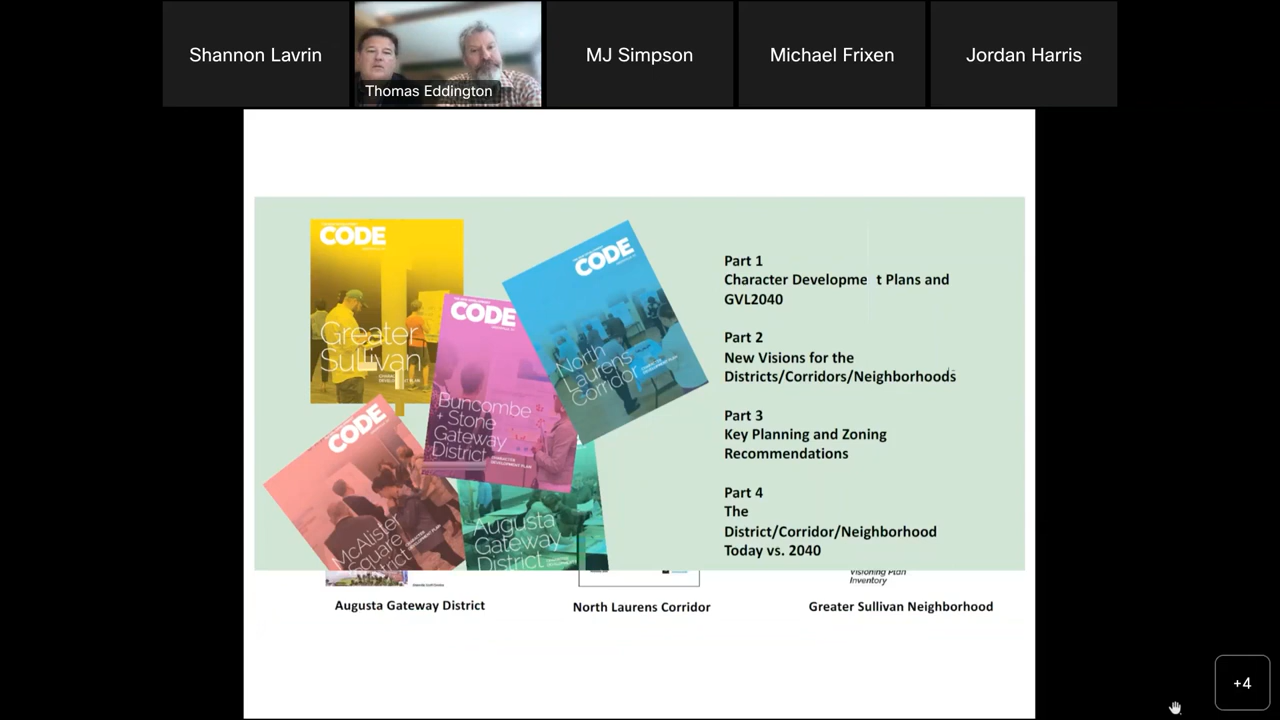 Shannon Lavrin
Thomas Eddington
MJ Simpson
Michael Frixen
Jordan Harris
CODE
Greater
Sullivan
CODE
Buncombe
+ Stone
Gateway
District
CODE
North
Laurens
Corridor
CODE
McAlister
Square
District
Augusta
Gateway
District
Part 1
Character Developme t Plans and
GVL2040
Part 2
New Visions for the
Districts/Corridors/Neighborhoods
Part 3
Key Planning and Zoning
Recommendations
Part 4
The
District/Corridor/Neighborhood
Today vs. 2040
Visioning Plan
Inventory
Augusta Gateway District
North Laurens Corridor
Greater Sullivan Neighborhood
+4